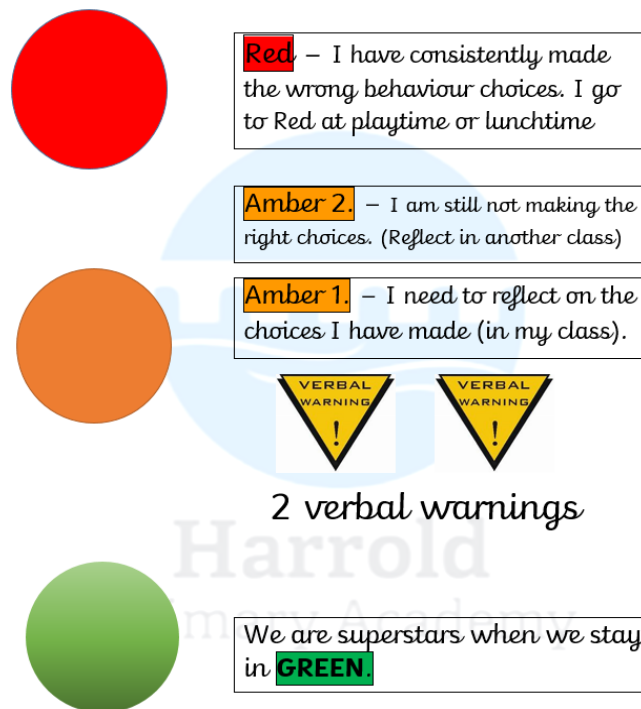 Red – I have consistently made
the wrong behaviour choices. I go
to Red at playtime or lunchtime
Amber 2. – I am still not making the
right choices. (Reflect in another class)
Amber 1. – I need to reflect on the
choices I have made (in my class).
VERBAL
WARNING
!
VERBAL
WARNING
!
2 verbal warnings
Harrold
imary Academy
We are superstars when we stay
in GREEN.